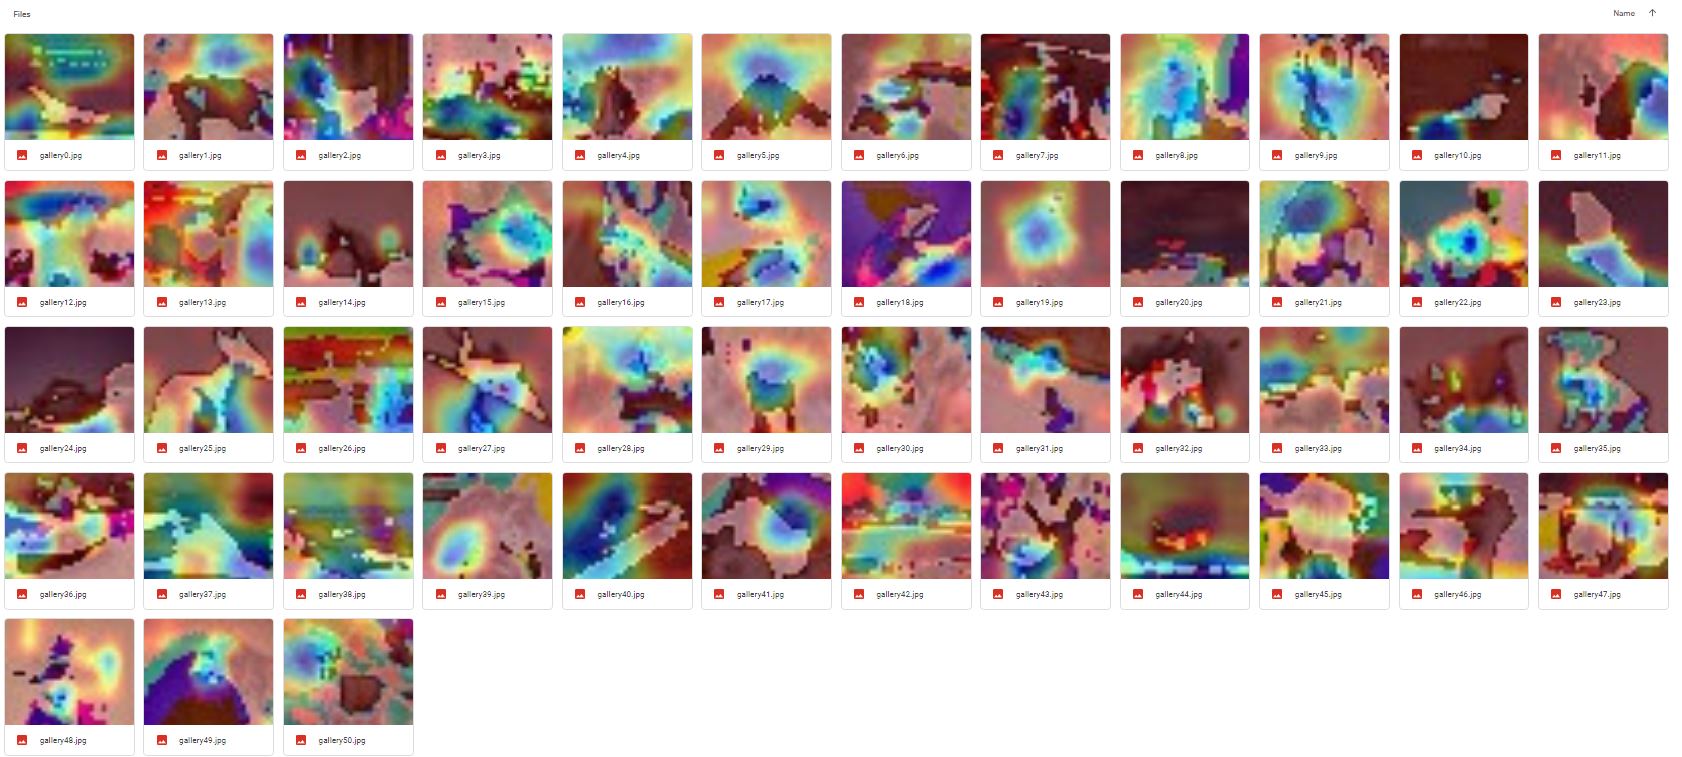 Files
Name ↑
gallery0.jpg gallery1.jpg gallery2.jpg gallery3.jpg gallery4.jpg gallery5.jpg gallery6.jpg gallery7.jpg gallery8.jpg gallery9.jpg gallery10.jpg gallery11.jpg
gallery12.jpg gallery13.jpg gallery14.jpg gallery15.jpg gallery16.jpg gallery17.jpg gallery18.jpg gallery19.jpg gallery20.jpg gallery21.jpg gallery22.jpg gallery23.jpg
gallery24.jpg gallery25.jpg gallery26.jpg gallery27.jpg gallery28.jpg gallery29.jpg gallery30.jpg gallery31.jpg gallery32.jpg gallery33.jpg gallery34.jpg gallery35.jpg
gallery36.jpg gallery37.jpg gallery38.jpg gallery39.jpg gallery40.jpg gallery41.jpg gallery42.jpg gallery43.jpg gallery44.jpg gallery45.jpg gallery46.jpg gallery47.jpg
gallery48.jpg gallery49.jpg gallery50.jpg